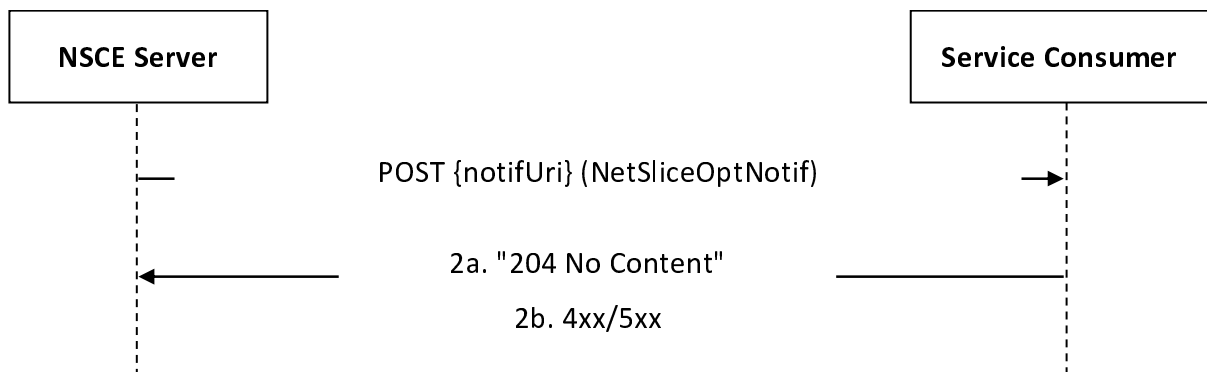 NSCE Server
Service Consumer
POST {notifUri} (NetSliceOptNotif)
2a. "204 No Content"
2b. 4xx/5xx